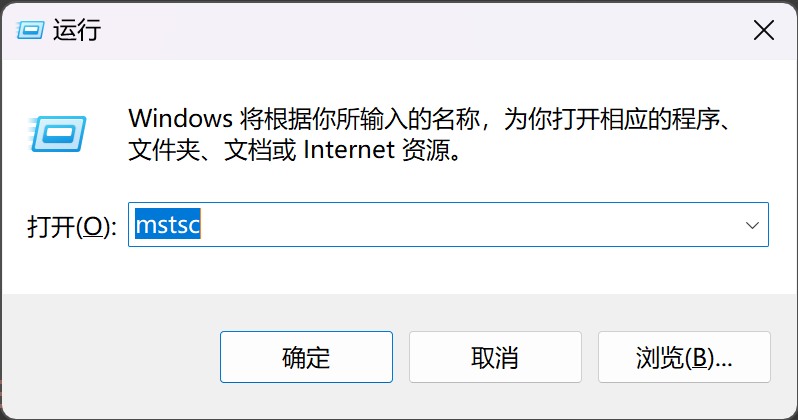 运行
Windows 将根据你所输入的名称，为你打开相应的程序、
文件夹、文档或 Internet 资源。
打开(O): mstsc
确定 取消 浏览(B)...